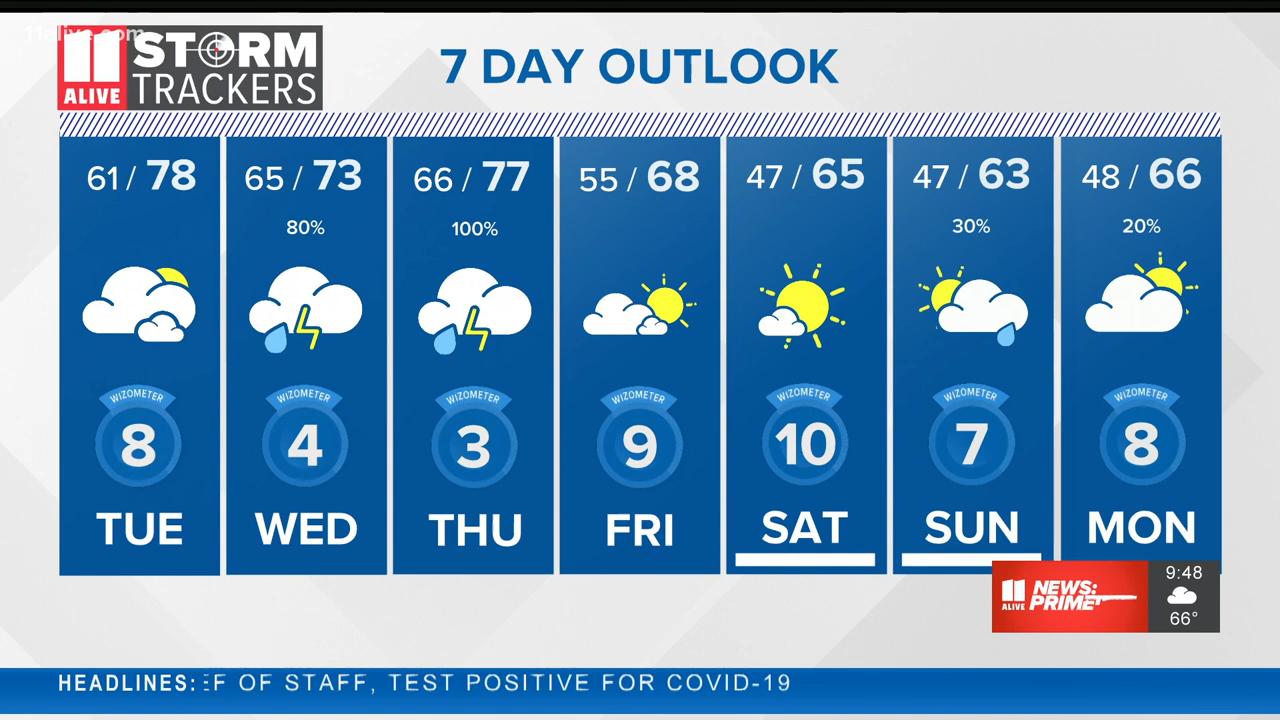 11alive.com
11 ALIVE STORM TRACKERS
7 DAY OUTLOOK
61 / 78
65 / 73
66 / 77
55 / 68
47 / 65
47 / 63
48 / 66
80%
100%
30%
20%
WIZOMETER
WIZOMETER
WIZOMETER
WIZOMETER
WIZOMETER
WIZOMETER
WIZOMETER
8
4
3
9
10
7
8
TUE
WED
THU
FRI
SAT
SUN
MON
11 ALIVE
NEWS:
PRIME
9:48
66°
HEADLINES: EF OF STAFF, TEST POSITIVE FOR COVID-19